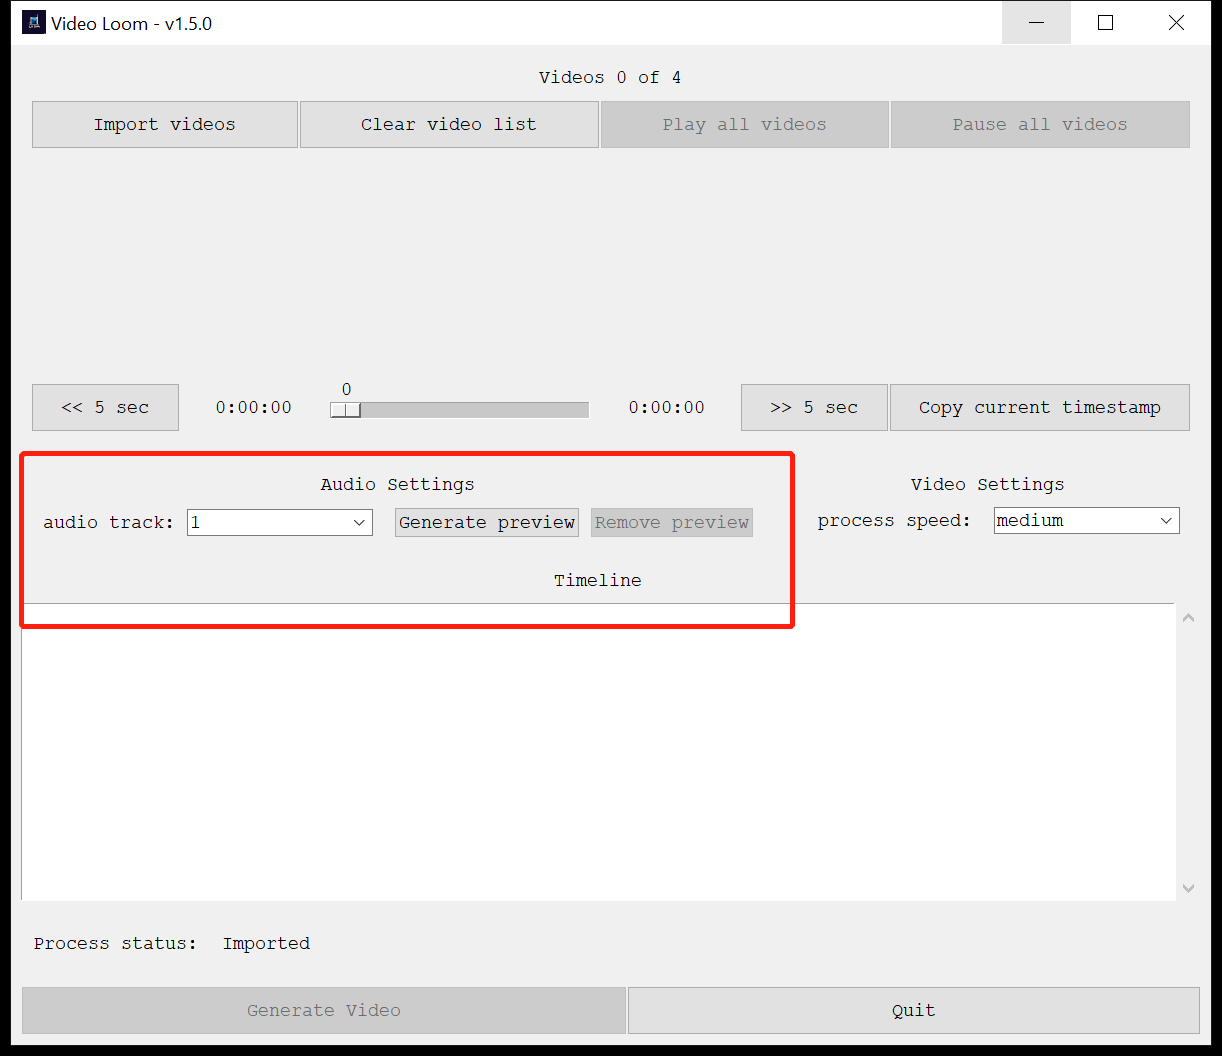 Video Loom - v1.5.0
Videos 0 of 4
Import videos Clear video list Play all videos Pause all videos
0
<< 5 sec 0:00:00 0:00:00 >> 5 sec Copy current timestamp
Audio Settings Video Settings
audio track: 1 Generate preview Remove preview process speed: medium
Timeline
Process status: Imported
Generate Video Quit